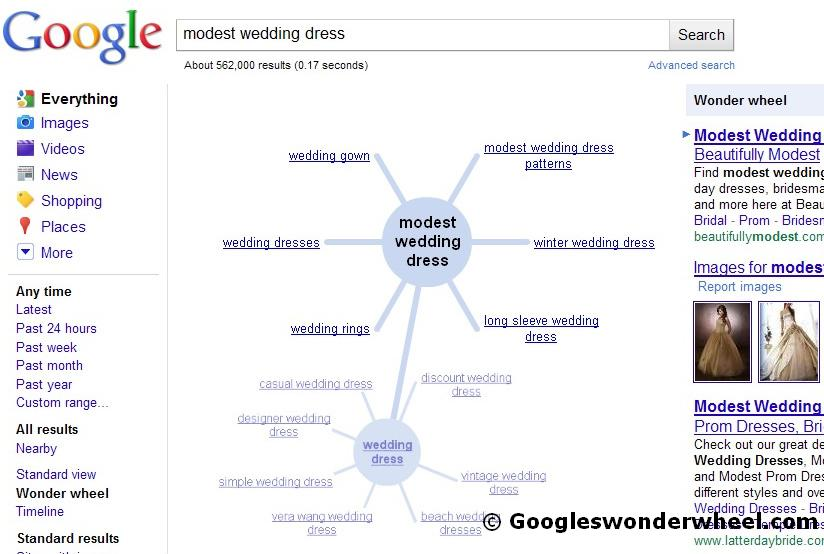 Google
modest wedding dress
Search
About 562,000 results (0.17 seconds)
Advanced search
Everything
Images
Videos
News
Shopping
Places
More
Any time
Latest
Past 24 hours
Past week
Past month
Past year
Custom range...
All results
Nearby
Standard view
Wonder wheel
Timeline
Standard results
wedding gown
modest wedding dress
patterns
modest
wedding
dress
wedding dresses
winter wedding dress
wedding rings
long sleeve wedding
dress
casual wedding dress
discount wedding
dress
designer wedding
dress
wedding
dress
simple wedding dress
vintage wedding
dress
vera wang wedding
dress
beach wedding
dress
Wonder wheel
Modest Wedding
Beautifully Modest
Find modest wedding
day dresses, bridesma
and more here at Beau
Bridal - Prom - Bridesm
beautifullymodest.com
Images for modest
Report images
Modest Wedding
Prom Dresses, Bri
Check out our great de
Wedding Dresses, Mo
and Modest Prom Dres
different styles and ove
Wedding Dresses - Bri
Dresses - Temple Dres
www.latterdaybride.com
© Googleswonderwheel.com